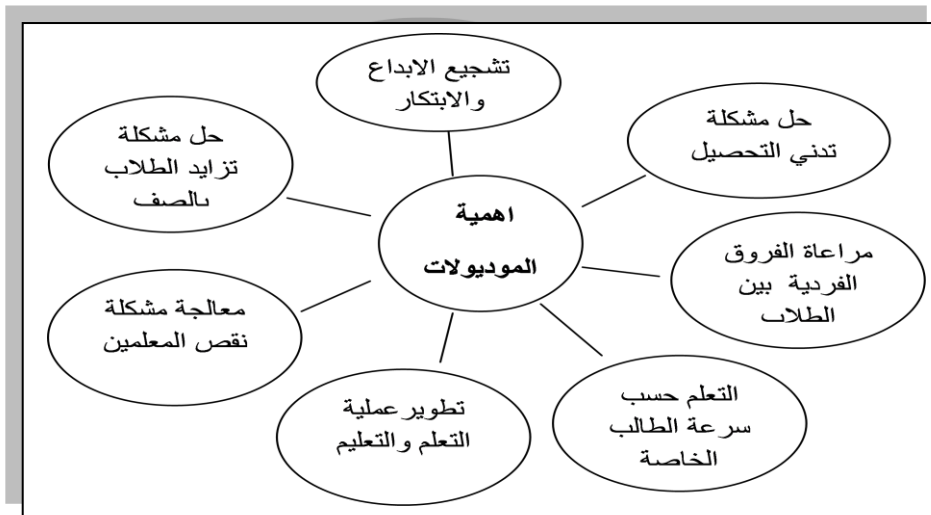 تشجيع الابداع
والابتكار
حل مشكلة
تدني التحصيل
حل مشكلة
تزايد الطلاب
بالصف
اهمية
الموديولات
مراعاة الفروق
الفردية بين
الطلاب
معالجة مشكلة
نقص المعلمين
التعلم حسب
سرعة الطالب
الخاصة
تطوير عملية
التعلم والتعليم